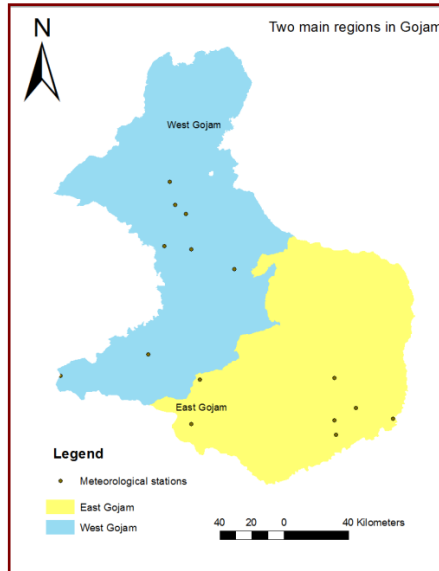 Two main regions in Gojam
N
West Gojam
East Gojam
Legend
Meteorological stations
East Gojam
West Gojam
40 20 0 40 Kilometers